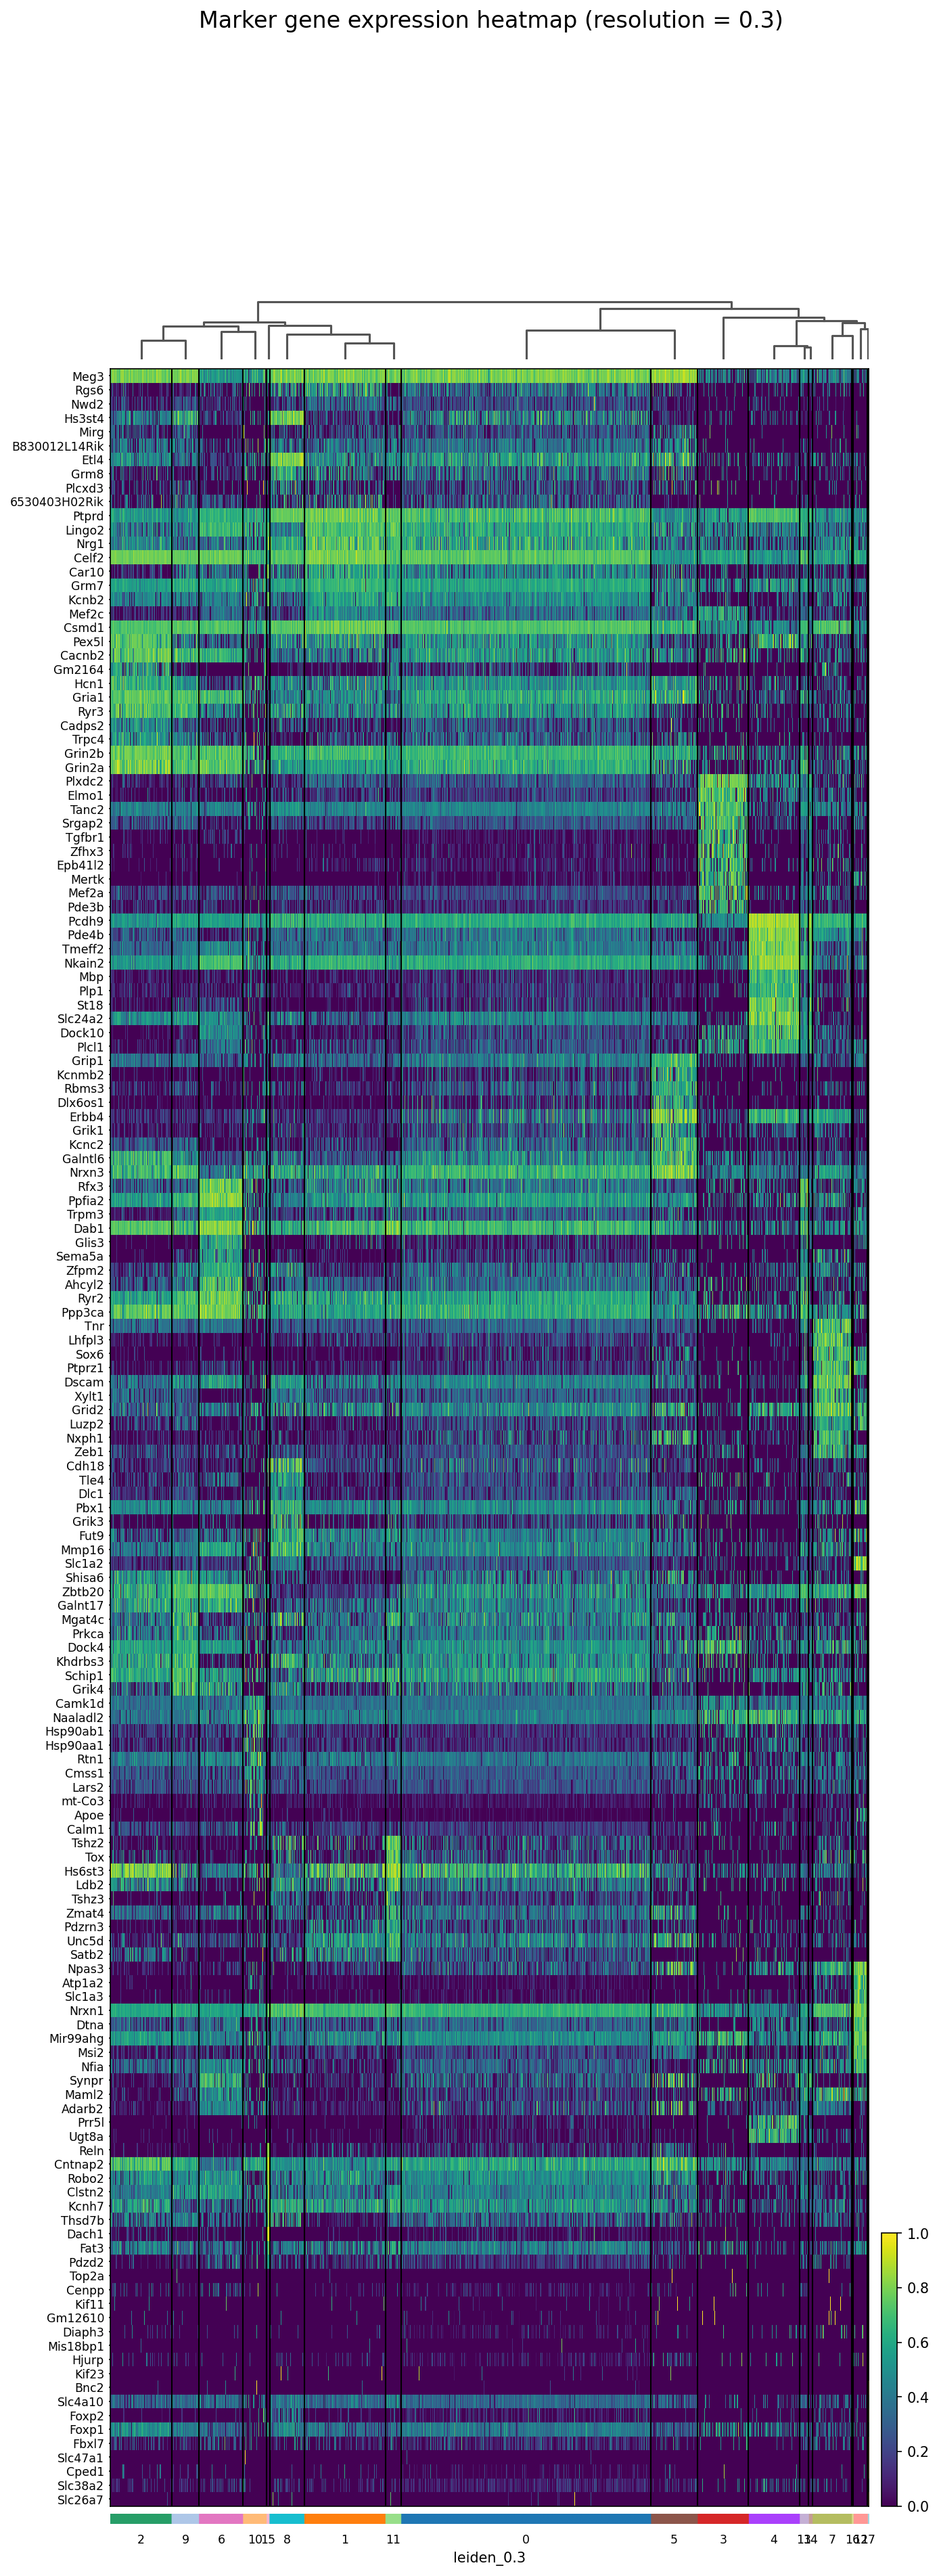 Marker gene expression heatmap (resolution = 0.3)
Meg3
Rgs6
Nwd2
Hs3st4
Mirg
B830012L14Rik
Etl4
Grm8
Plcxd3
6530403H02Rik
Ptprd
Lingo2
Nrg1
Celf2
Car10
Grm7
Kcnb2
Mef2c
Csmd1
Pex5l
Cacnb2
Gm2164
Hcn1
Gria1
Ryr3
Cadps2
Trpc4
Grin2b
Grin2a
Plxdc2
Elmo1
Tanc2
Srgap2
Tgfbr1
Zfhx3
Epb41l2
Mertk
Mef2a
Pde3b
Pcdh9
Pde4b
Tmeff2
Nkain2
Mbp
Plp1
St18
Slc24a2
Dock10
Plcl1
Grip1
Kcnmb2
Rbms3
Dlx6os1
Erbb4
Grik1
Kcnc2
Galntl6
Nrxn3
Rfx3
Ppfia2
Trpm3
Dab1
Glis3
Sema5a
Zfpm2
Ahcyl2
Ryr2
Ppp3ca
Tnr
Lhfpl3
Sox6
Ptprz1
Dscam
Xylt1
Grid2
Luzp2
Nxph1
Zeb1
Cdh18
Tle4
Dlc1
Pbx1
Grik3
Fut9
Mmp16
Slc1a2
Shisa6
Zbtb20
Galnt17
Mgat4c
Prkca
Dock4
Khdrbs3
Schip1
Grik4
Camk1d
Naaladl2
Hsp90ab1
Hsp90aa1
Rtn1
Cmss1
Lars2
mt-Co3
Apoe
Calm1
Tshz2
Tox
Hs6st3
Ldb2
Tshz3
Zmat4
Pdzrn3
Unc5d
Satb2
Npas3
Atp1a2
Slc1a3
Nrxn1
Dtna
Mir99ahg
Msi2
Nfia
Synpr
Maml2
Adarb2
Prr5l
Ugt8a
Reln
Cntnap2
Robo2
Clstn2
Kcnh7
Thsd7b
Dach1
Fat3
Pdzd2
Top2a
Cenpp
Kif11
Gm12610
Diaph3
Mis18bp1
Hjurp
Kif23
Bnc2
Slc4a10
Foxp2
Foxp1
Fbxl7
Slc47a1
Cped1
Slc38a2
Slc26a7
1.0
0.8
0.6
0.4
0.2
0.0
2 9 6 10 15 8 1 11 0 5 3 4 13 14 7 16 12 17
leiden_0.3